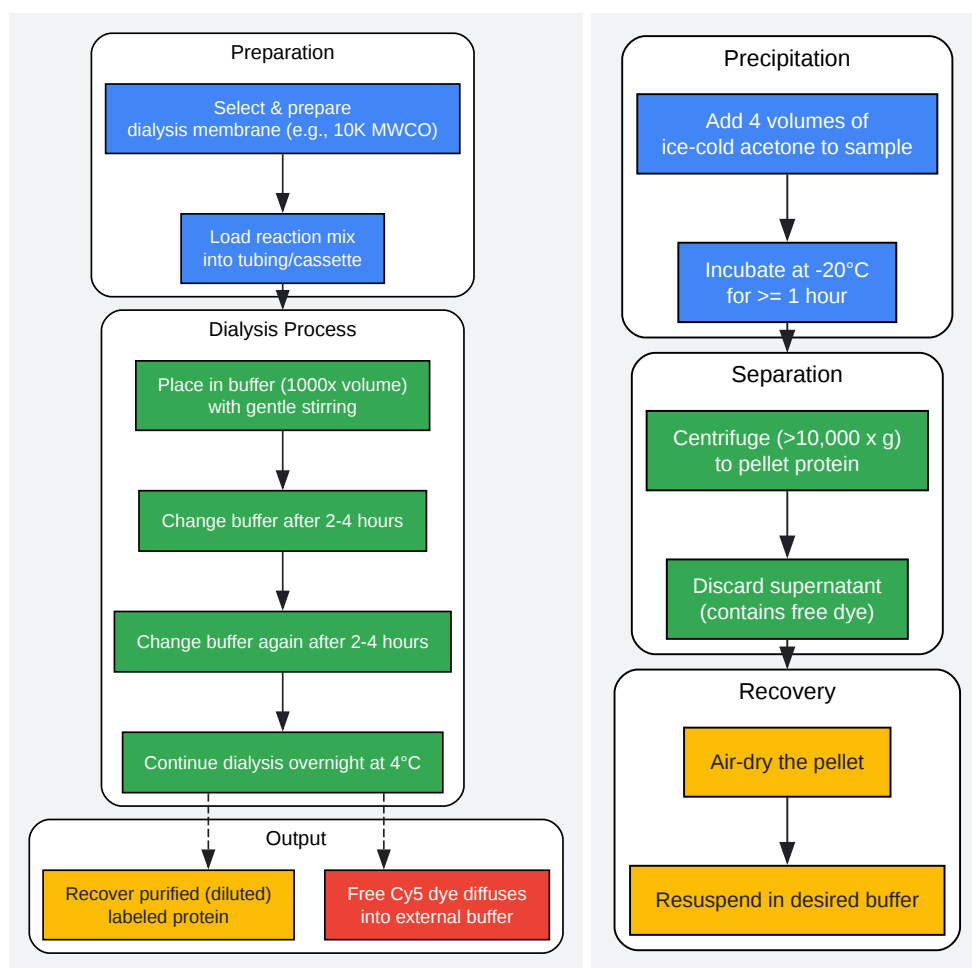 Preparation
Select & prepare
dialysis membrane (e.g., 10K MWCO)
Load reaction mix
into tubing/cassette
Dialysis Process
Place in buffer (1000x volume)
with gentle stirring
Change buffer after 2-4 hours
Change buffer again after 2-4 hours
Continue dialysis overnight at 4°C
Output
Recover purified (diluted)
labeled protein
Free Cy5 dye diffuses
into external buffer
Precipitation
Add 4 volumes of
ice-cold acetone to sample
Incubate at -20°C
for >= 1 hour
Separation
Centrifuge (>10,000 x g)
to pellet protein
Discard supernatant
(contains free dye)
Recovery
Air-dry the pellet
Resuspend in desired buffer